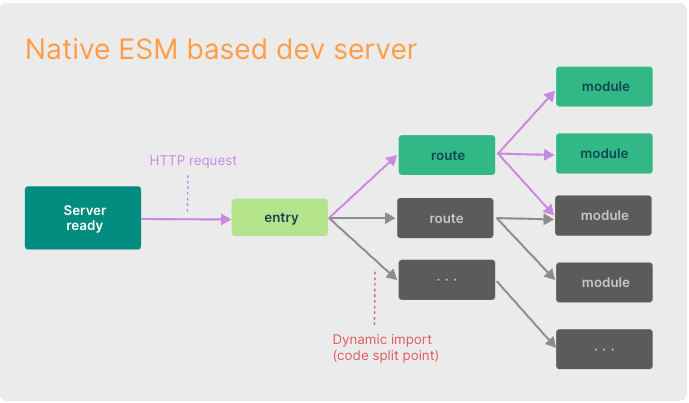 Native ESM based dev server
HTTP request
Server
ready
entry
route
route
· · ·
Dynamic import
(code split point)
module
module
module
module
· · ·